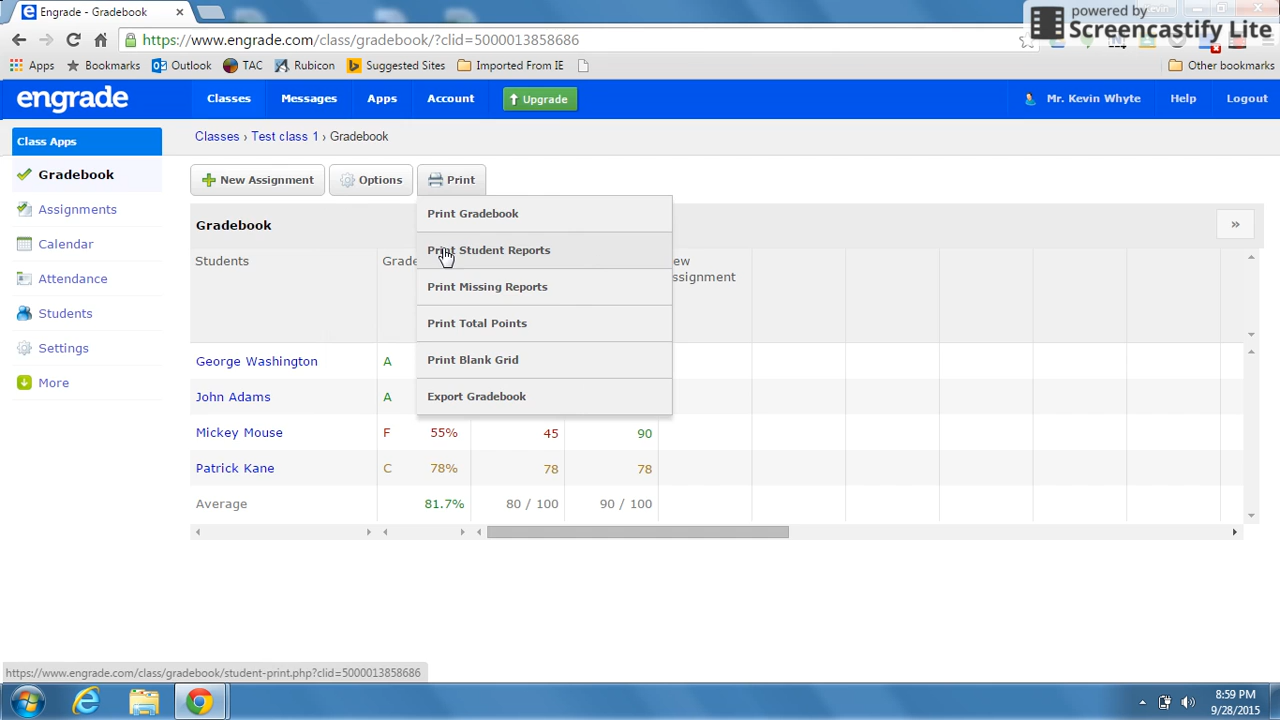 Engrade - Gradebook
powered by
Screencastify Lite
https://www.engrade.com/class/gradebook/?clid=5000013858686
Apps Bookmarks Outlook TAC Rubicon Suggested Sites Imported From IE Other bookmarks
engrade Classes Messages Apps Account Upgrade Mr. Kevin Whyte Help Logout
Class Apps
Gradebook
Assignments
Calendar
Attendance
Students
Settings
More
Classes › Test class 1 › Gradebook
New Assignment Options Print
Print Gradebook
Print Student Reports
Print Missing Reports
Print Total Points
Print Blank Grid
Export Gradebook
Gradebook »
Students Grade ew
ssignment
George Washington A
John Adams A
Mickey Mouse F 55% 45 90
Patrick Kane C 78% 78 78
Average 81.7% 80 / 100 90 / 100
https://www.engrade.com/class/gradebook/student-print.php?clid=5000013858686
8:59 PM
9/28/2015